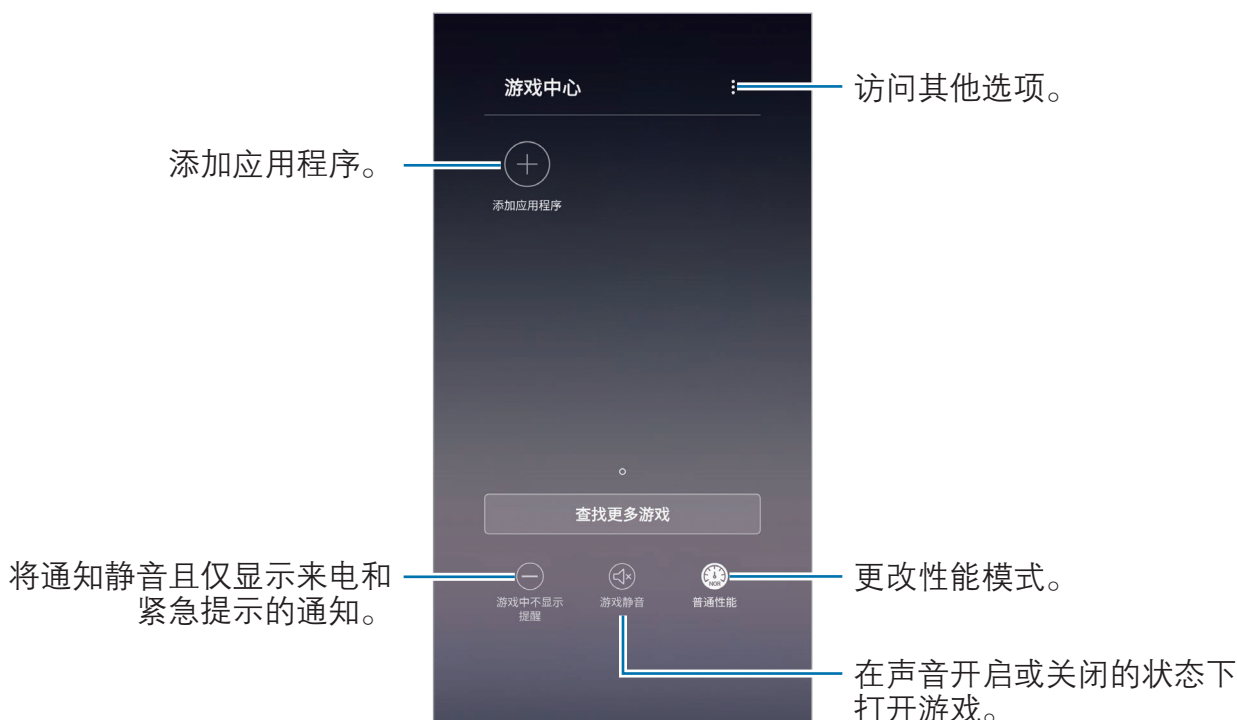 游戏中心
访问其他选项。
添加应用程序。
添加应用程序
查找更多游戏
将通知静音且仅显示来电和
紧急提示的通知。
游戏中不显示
提醒
游戏静音
NOR
普通性能
更改性能模式。
在声音开启或关闭的状态下
打开游戏。